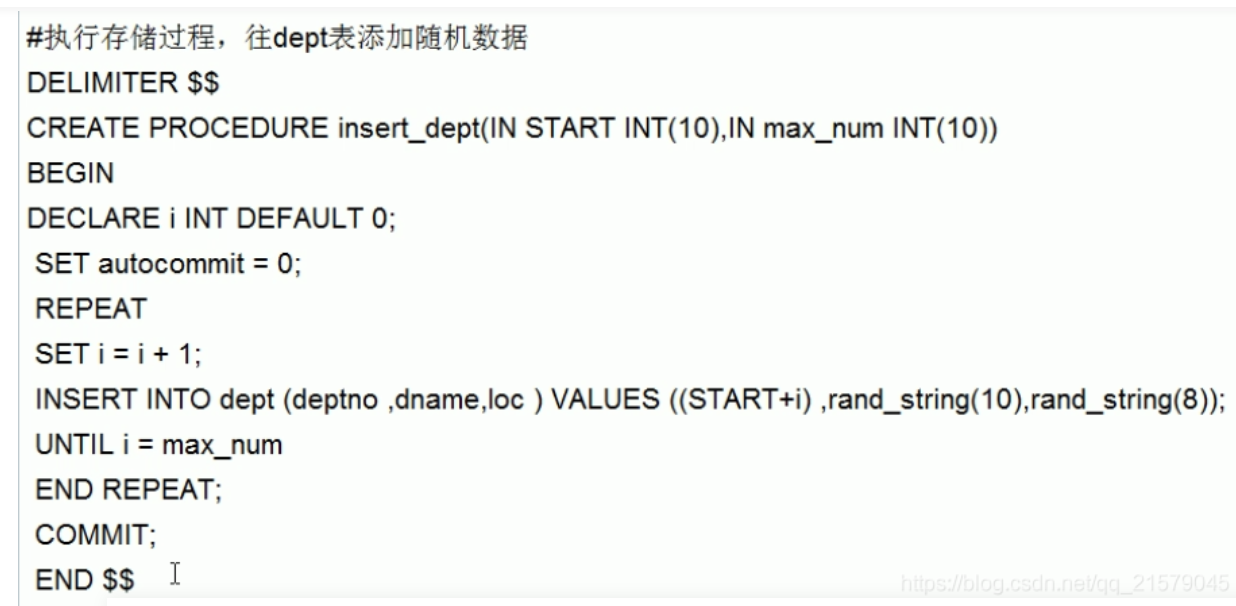 #执行存储过程，往dept表添加随机数据
DELIMITER $$
CREATE PROCEDURE insert_dept(IN START INT(10),IN max_num INT(10))
BEGIN
DECLARE i INT DEFAULT 0;
SET autocommit = 0;
REPEAT
SET i = i + 1;
INSERT INTO dept (deptno ,dname,loc ) VALUES ((START+i) ,rand_string(10),rand_string(8));
UNTIL i = max_num
END REPEAT;
COMMIT;
END $$
https://blog.csdn.net/qq_21579045